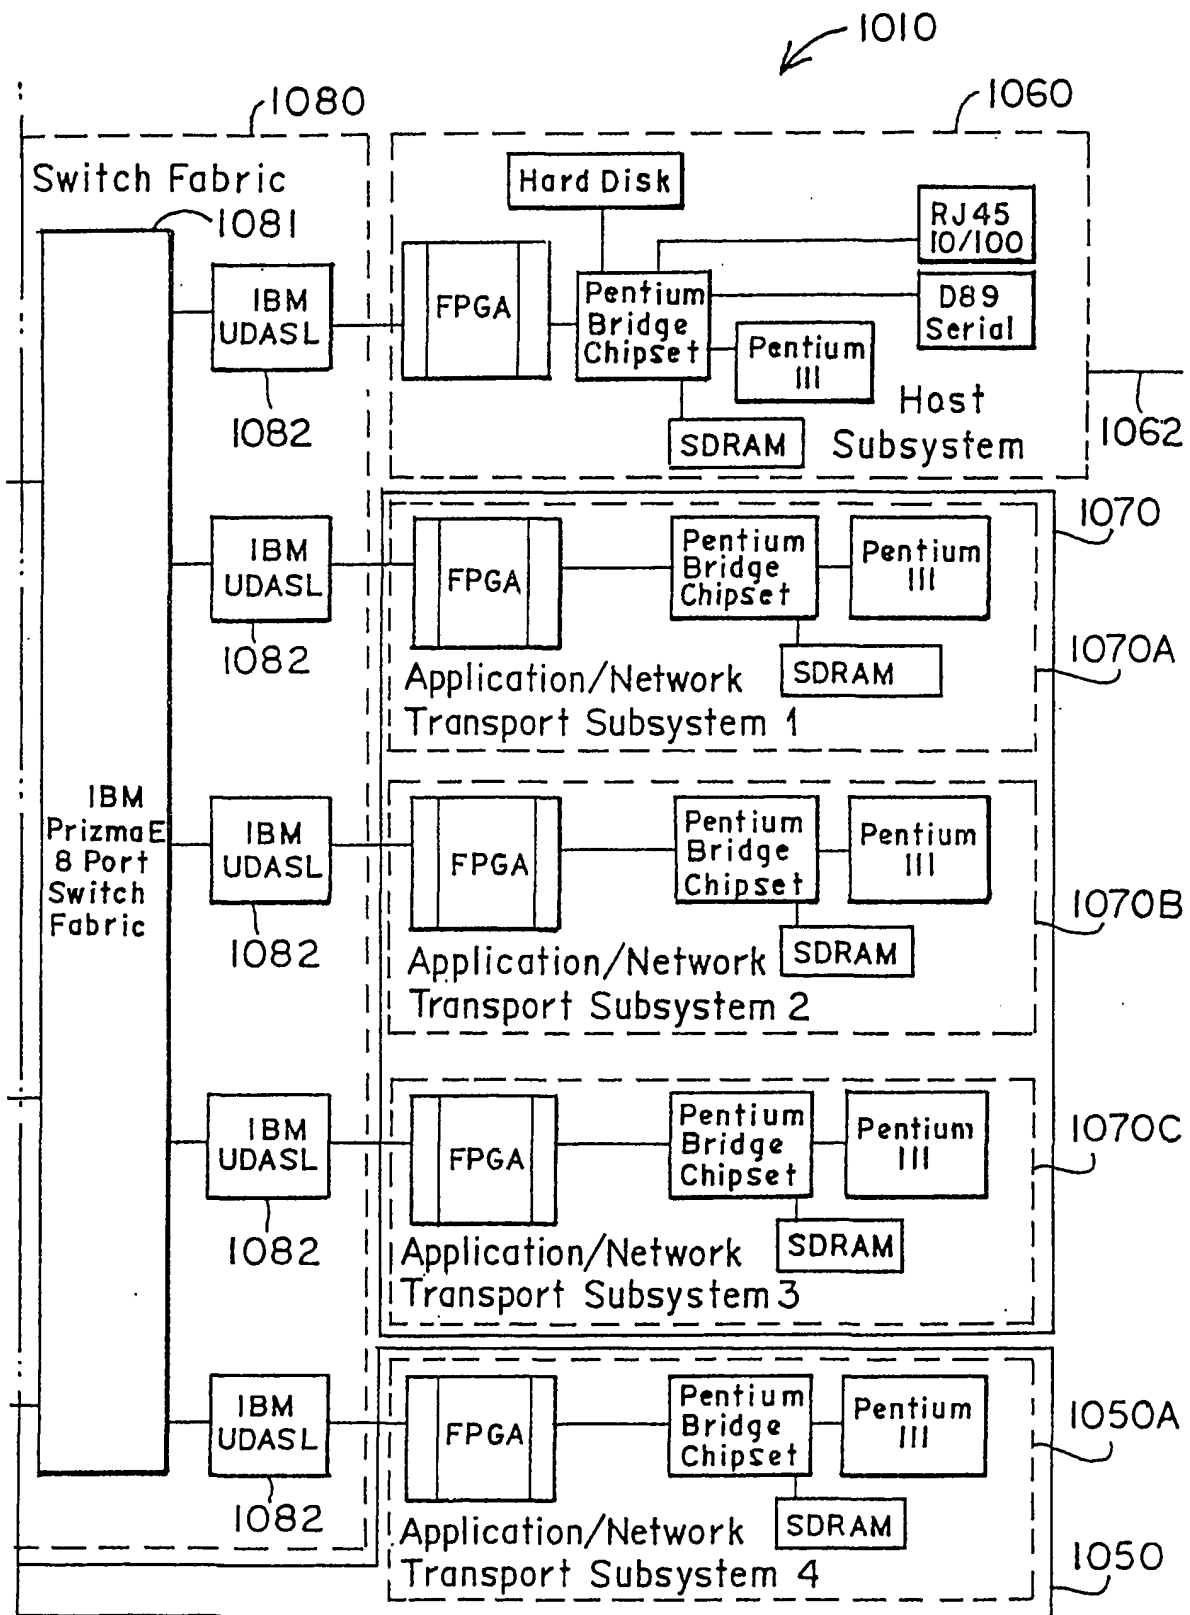 1010
1080
1060
Switch Fabric
1081
Hard Disk
RJ45
10/100
IBM
UDASL
FPGA
Pentium
Bridge
Chipset
D89
Serial
Pentium
III
1082
SDRAM
Host
Subsystem
1062
IBM
UDASL
1082
FPGA
Pentium
Bridge
Chipset
Pentium
III
SDRAM
1070
1070A
Application/Network
Transport Subsystem 1
IBM
PrizmaE
8 Port
Switch
Fabric
IBM
UDASL
1082
FPGA
Pentium
Bridge
Chipset
Pentium
III
SDRAM
1070B
Application/Network
Transport Subsystem 2
IBM
UDASL
1082
FPGA
Pentium
Bridge
Chipset
Pentium
III
SDRAM
1070C
Application/Network
Transport Subsystem 3
IBM
UDASL
1082
FPGA
Pentium
Bridge
Chipset
Pentium
III
SDRAM
1050A
Application/Network
Transport Subsystem 4
1050